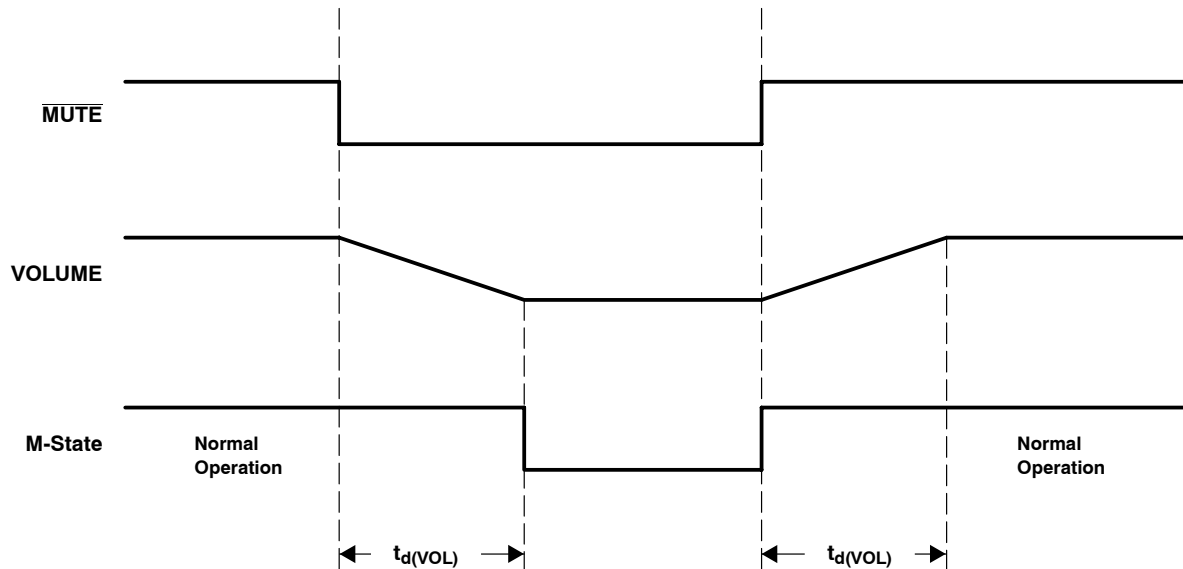 MUTE
VOLUME
M-State
Normal
Operation
Normal
Operation
td(VOL)
td(VOL)